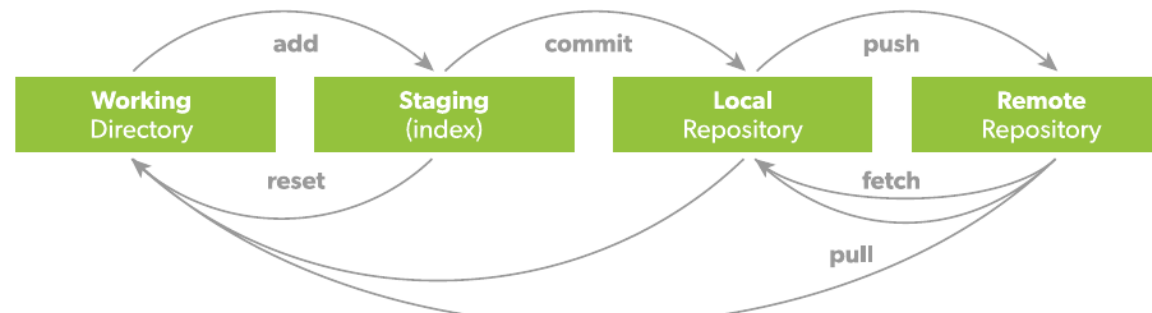 add
commit
push
Working
Directory
Staging
(index)
Local
Repository
Remote
Repository
reset
fetch
pull